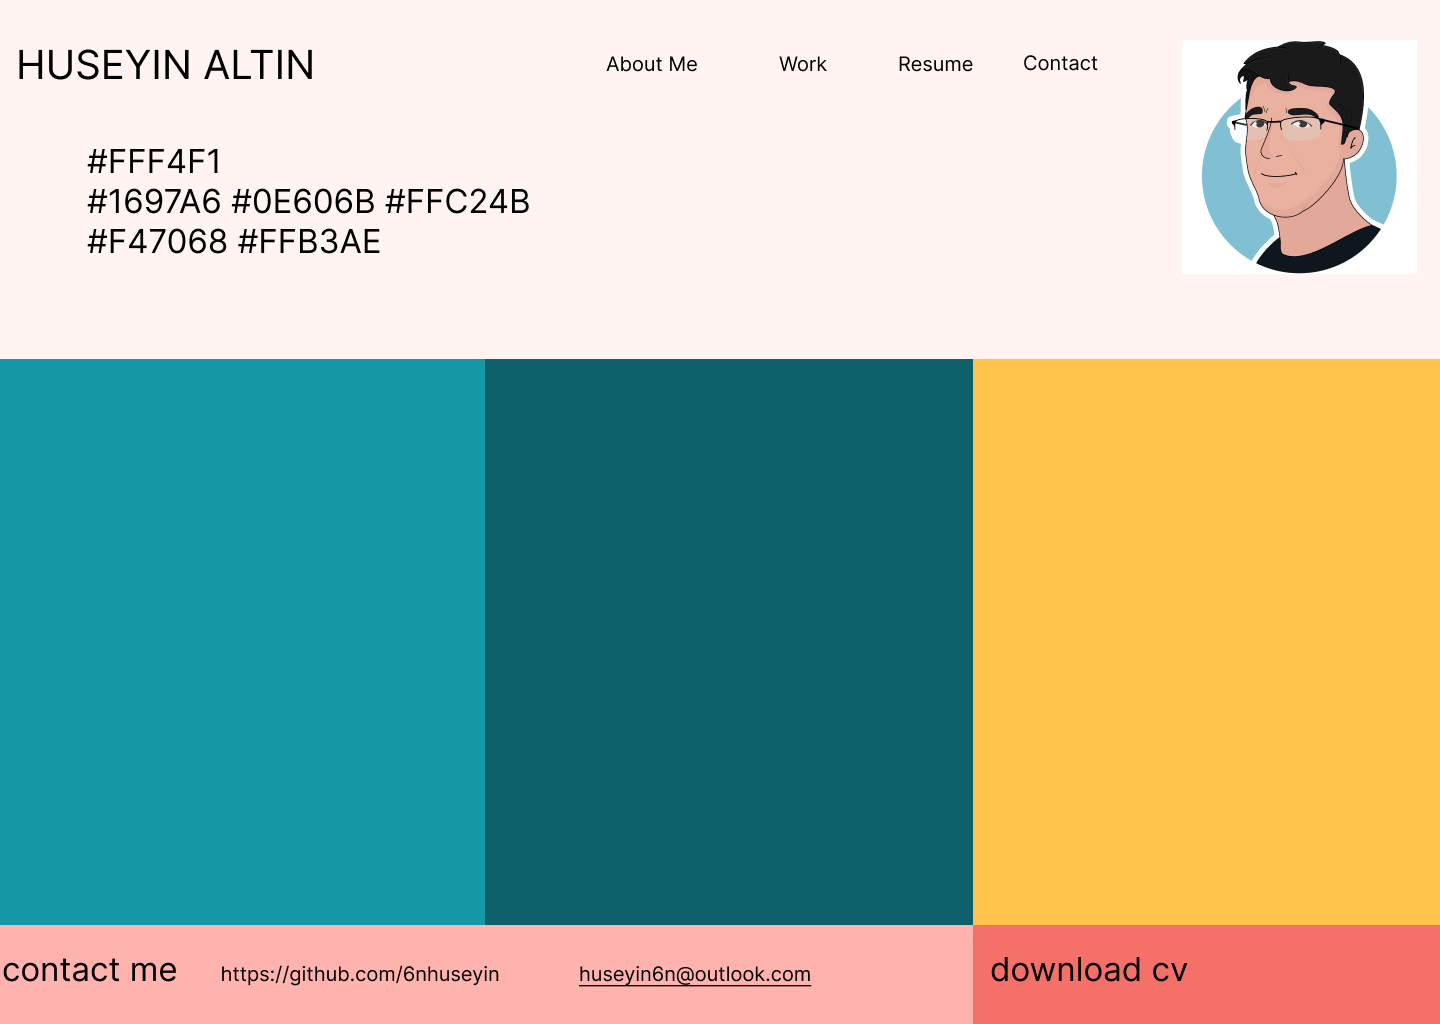 HUSEYIN ALTIN
About Me Work Resume Contact
#FFF4F1
#1697A6 #0E606B #FFC24B
#F47068 #FFB3AE
contact me https://github.com/6nhuseyin huseyin6n@outlook.com download cv